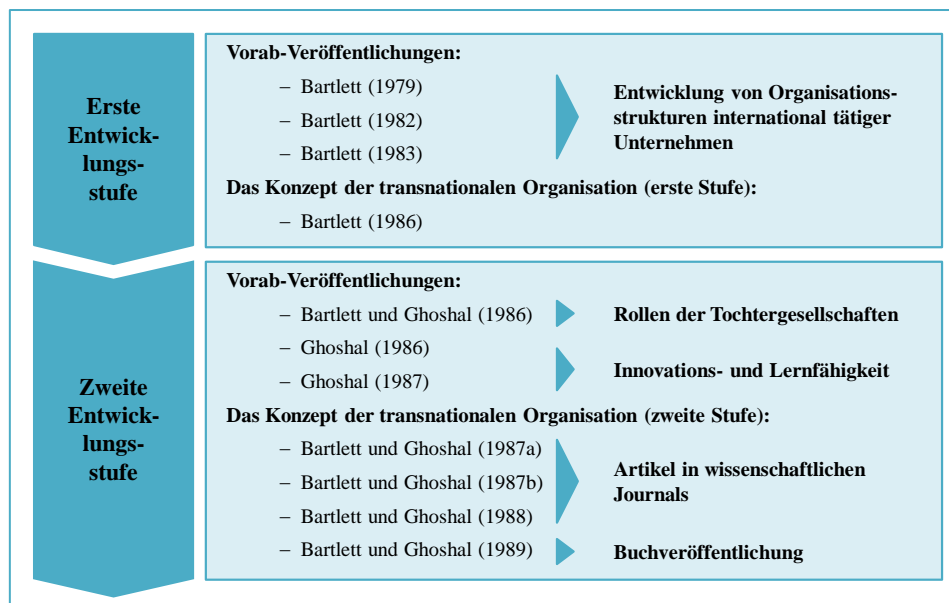 Erste
Entwick-
lungs-
stufe
Vorab-Veröffentlichungen:
– Bartlett (1979)
– Bartlett (1982)
– Bartlett (1983)
Entwicklung von Organisations-
strukturen international tätiger
Unternehmen
Das Konzept der transnationalen Organisation (erste Stufe):
– Bartlett (1986)
Zweite
Entwick-
lungs-
stufe
Vorab-Veröffentlichungen:
– Bartlett und Ghoshal (1986)
Rollen der Tochtergesellschaften
– Ghoshal (1986)
– Ghoshal (1987)
Innovations- und Lernfähigkeit
Das Konzept der transnationalen Organisation (zweite Stufe):
– Bartlett und Ghoshal (1987a)
– Bartlett und Ghoshal (1987b)
– Bartlett und Ghoshal (1988)
Artikel in wissenschaftlichen
Journals
– Bartlett und Ghoshal (1989)
Buchveröffentlichung